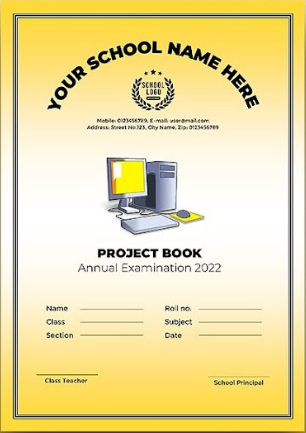 YOUR SCHOOL NAME HERE
SCHOOL
LOGO
Mobile: 0123456789, E-mail: user@mail.com
Address: Street No.123, City Name, Zip: 0123456789
PROJECT BOOK
Annual Examination 2022
Name Roll no.
Class Subject
Section Date
Class Teacher School Principal